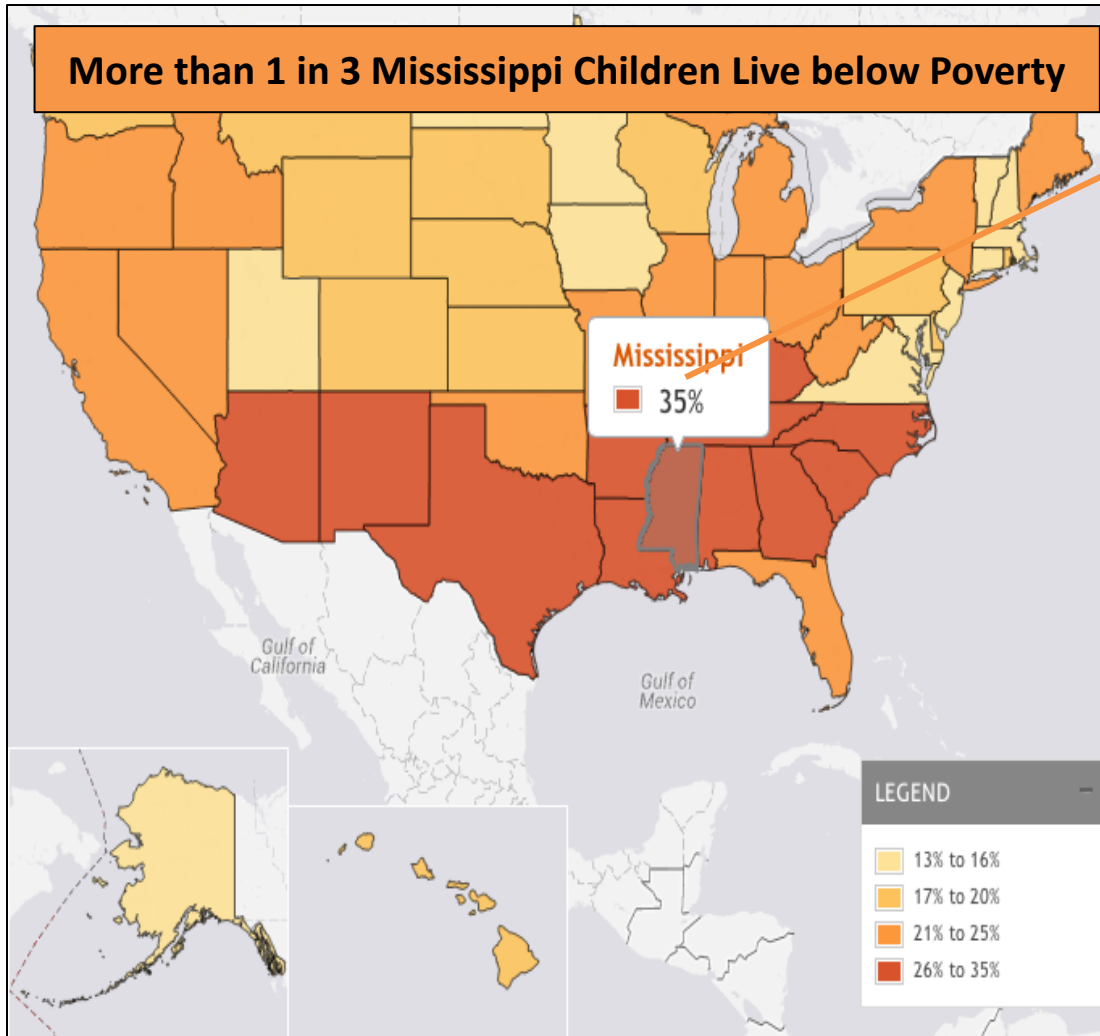 More than 1 in 3 Mississippi Children Live below Poverty
Mississippi
35%
Gulf of
California
Gulf of
Mexico
LEGEND
13% to 16%
17% to 20%
21% to 25%
26% to 35%